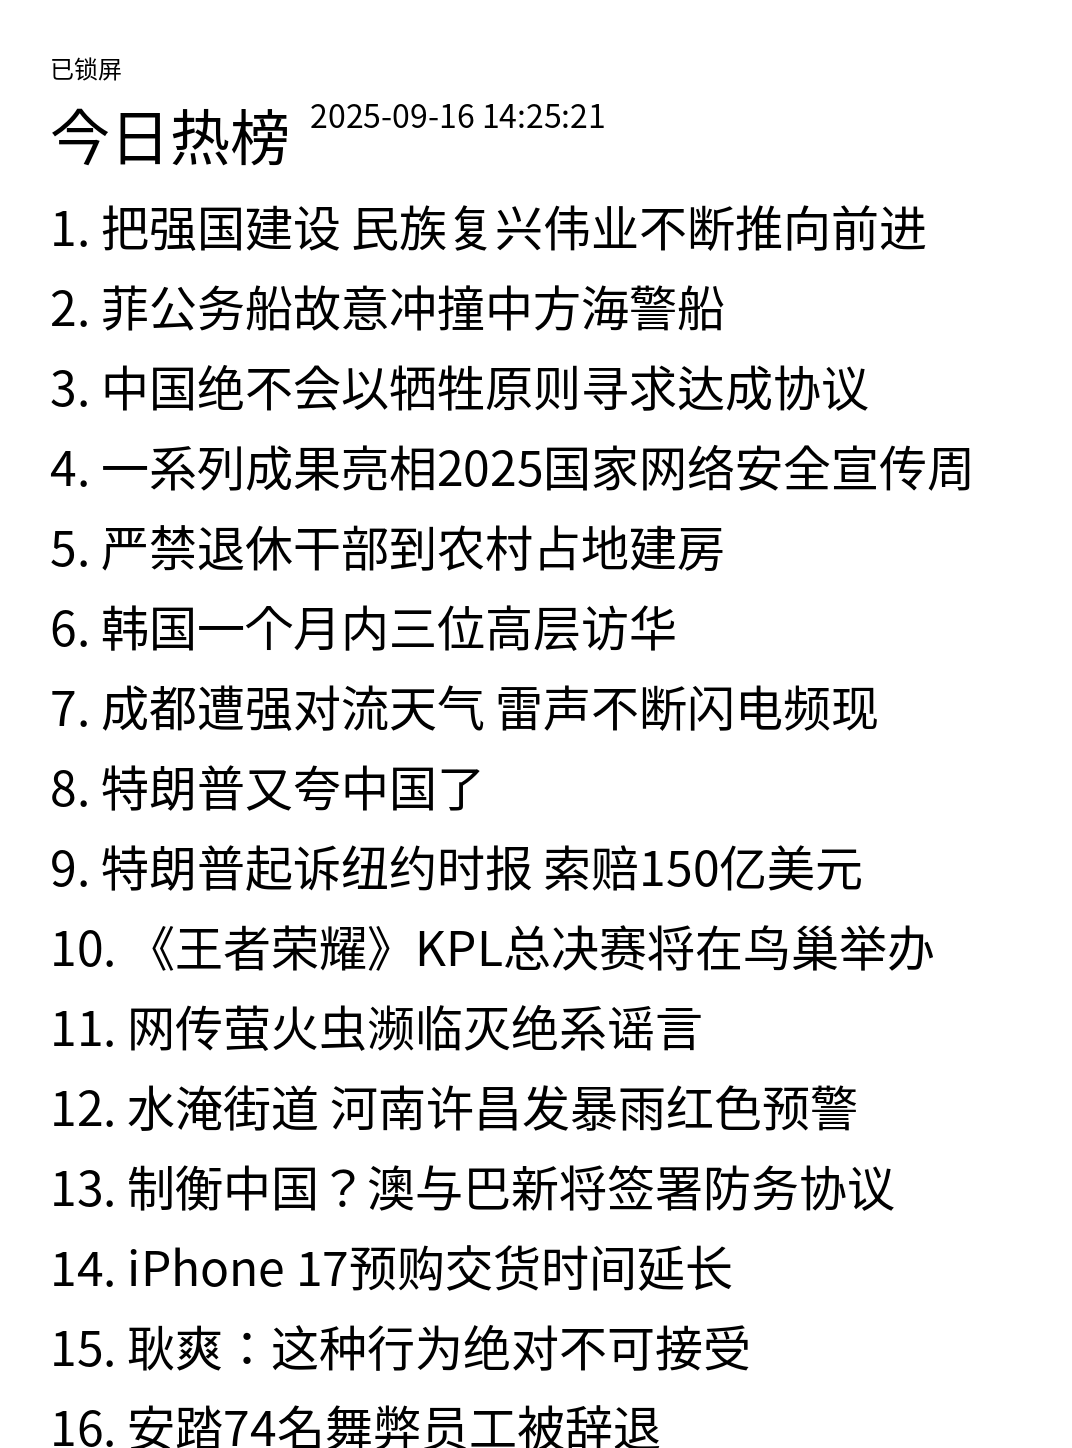 已锁屏
今日热榜 2025-09-16 14:25:21
1. 把强国建设 民族复兴伟业不断推向前进
2. 菲公务船故意冲撞中方海警船
3. 中国绝不会以牺牲原则寻求达成协议
4. 一系列成果亮相2025国家网络安全宣传周
5. 严禁退休干部到农村占地建房
6. 韩国一个月内三位高层访华
7. 成都遭强对流天气 雷声不断闪电频现
8. 特朗普又夸中国了
9. 特朗普起诉纽约时报 索赔150亿美元
10. 《王者荣耀》KPL总决赛将在鸟巢举办
11. 网传萤火虫濒临灭绝系谣言
12. 水淹街道 河南许昌发暴雨红色预警
13. 制衡中国？澳与巴新将签署防务协议
14. iPhone 17预购交货时间延长
15. 耿爽：这种行为绝对不可接受
16. 安踏74名舞弊员工被辞退